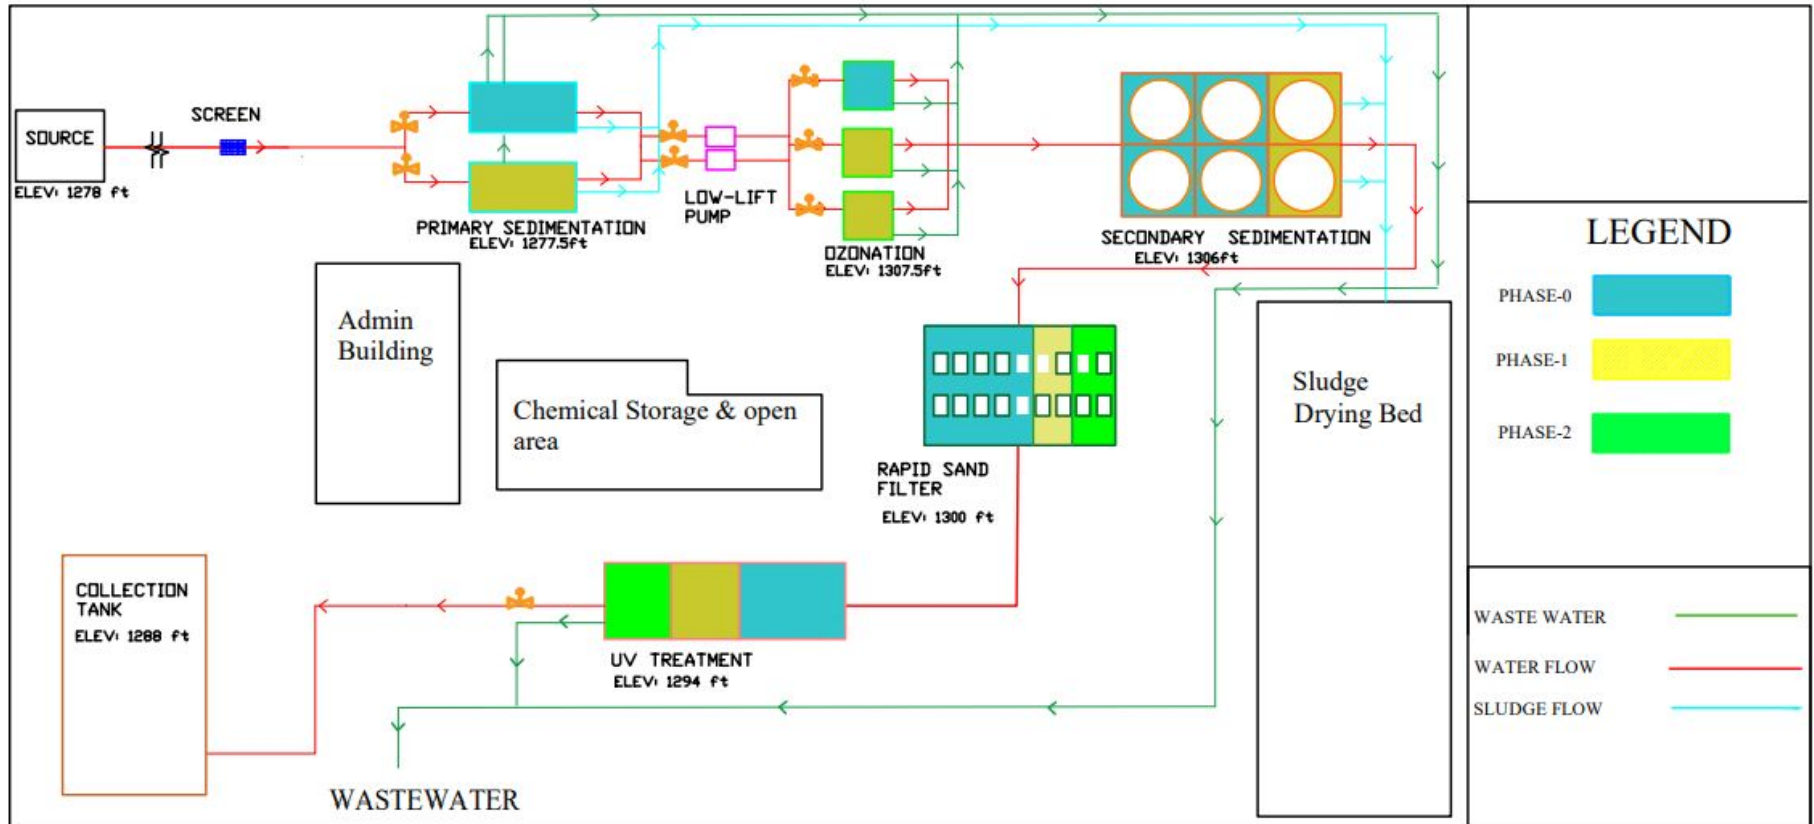 SOURCE
ELEV: 1278 ft
SCREEN
PRIMARY SEDIMENTATION
ELEV: 1277.5ft
LOW-LIFT
PUMP
OZONATION
ELEV: 1307.5ft
SECONDARY SEDIMENTATION
ELEV: 1306ft
Admin
Building
Chemical Storage & open
area
RAPID SAND
FILTER
ELEV: 1300 ft
Sludge
Drying Bed
COLLECTION
TANK
ELEV: 1288 ft
UV TREATMENT
ELEV: 1294 ft
WASTEWATER
LEGEND
PHASE-0
PHASE-1
PHASE-2
WASTE WATER
WATER FLOW
SLUDGE FLOW